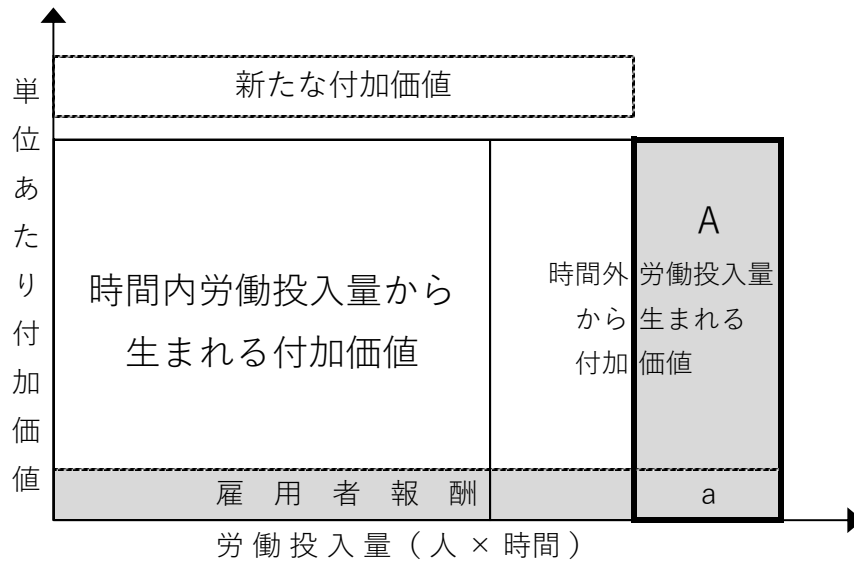 単位あたり付加価値
新たな付加価値
時間内労働投入量から
生まれる付加価値
A
時間外労働投入量
から生まれる
付加価値
雇用者報酬
a
労働投入量（人×時間）